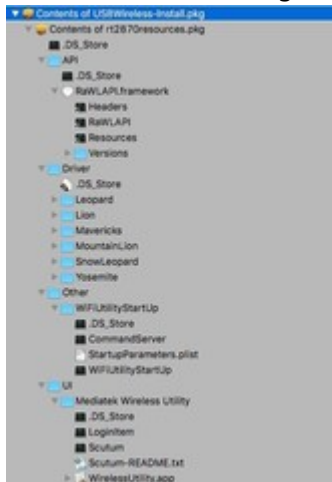 Contents of USBWireless-Install.pkg
Contents of rt2870resources.pkg
.DS_Store
API
.DS_Store
RaWLAPI.framework
Headers
RaWLAPI
Resources
Versions
Driver
.DS_Store
Leopard
Lion
Mavericks
MountainLion
SnowLeopard
Yosemite
Other
WiFiUtilityStartUp
.DS_Store
CommandServer
StartupParameters.plist
WiFiUtilityStartUp
UI
Mediatek Wireless Utility
.DS_Store
LoginItem
Scutum
Scutum-README.txt
WirelessUtility.app